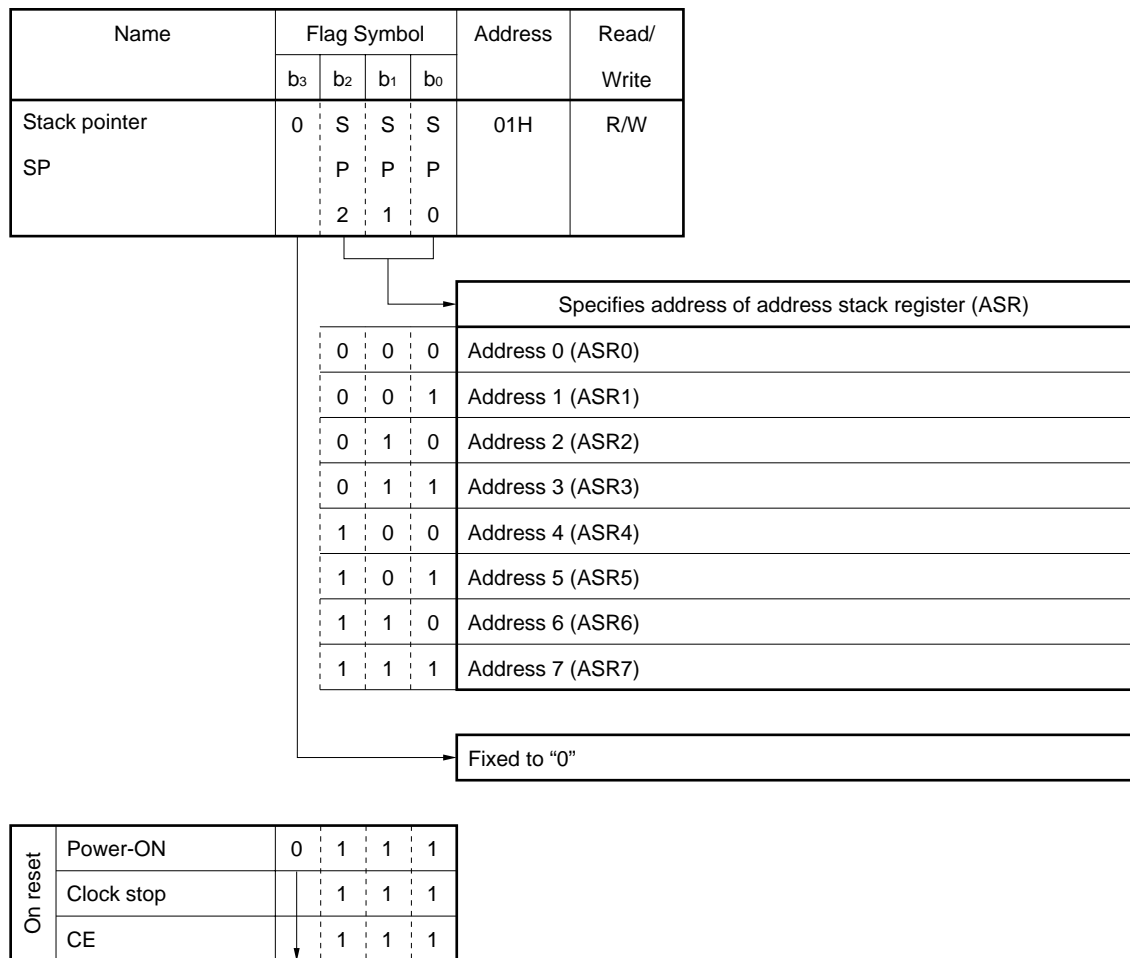 Name Flag Symbol Address Read/
b3 b2 b1 b0 Write
Stack pointer 0 S S S 01H R/W
SP P P P
2 1 0
Specifies address of address stack register (ASR)
0 0 0 Address 0 (ASR0)
0 0 1 Address 1 (ASR1)
0 1 0 Address 2 (ASR2)
0 1 1 Address 3 (ASR3)
1 0 0 Address 4 (ASR4)
1 0 1 Address 5 (ASR5)
1 1 0 Address 6 (ASR6)
1 1 1 Address 7 (ASR7)
Fixed to “0”
On reset
Power-ON 0 1 1 1
Clock stop 1 1 1
CE 1 1 1